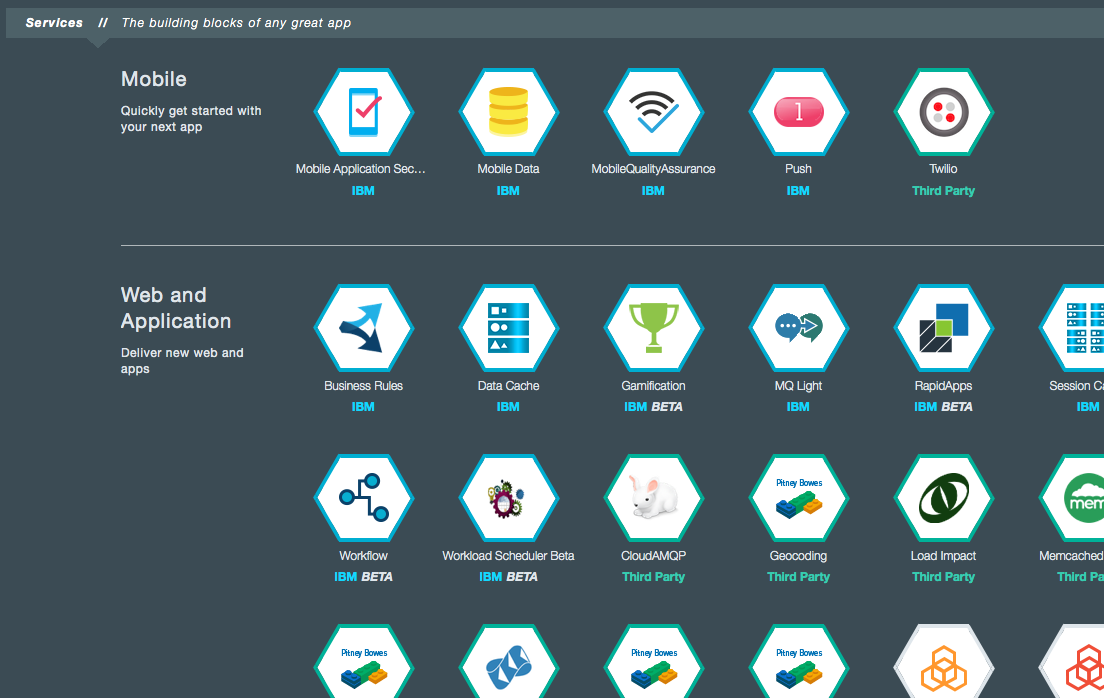 Services // The building blocks of any great app
Mobile
Quickly get started with
your next app
1
Mobile Application Sec...
Mobile Data
MobileQualityAssurance
Push
Twilio
IBM
IBM
IBM
IBM
Third Party
Web and
Application
Deliver new web and
apps
Business Rules
Data Cache
Gamification
MQ Light
RapidApps
Session Ca
IBM
IBM
IBM BETA
IBM
IBM BETA
IBM
Pitney Bowes
mem
Workflow
Workload Scheduler Beta
CloudAMQP
Geocoding
Load Impact
Memcached
IBM BETA
IBM BETA
Third Party
Third Party
Third Party
Third Pa
Pitney Bowes
Pitney Bowes
Pitney Bowes